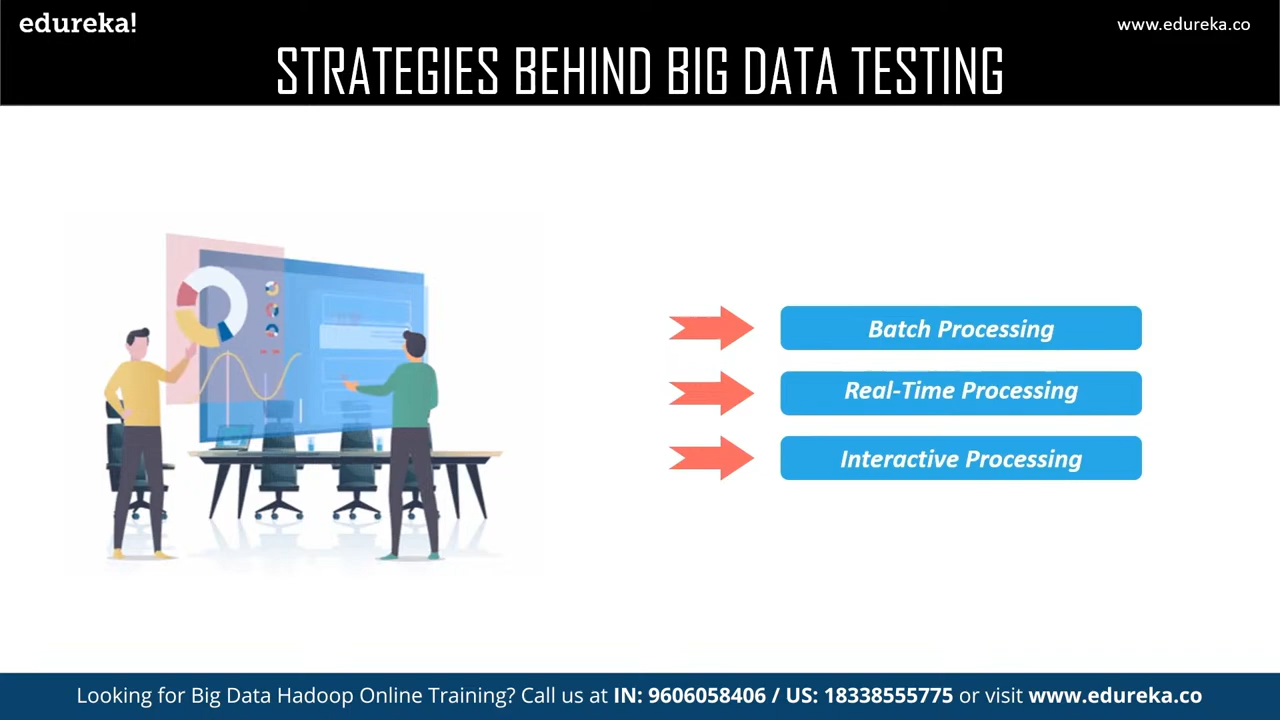 edureka!
www.edureka.co
STRATEGIES BEHIND BIG DATA TESTING
Batch Processing
Real-Time Processing
Interactive Processing
Looking for Big Data Hadoop Online Training? Call us at IN: 9606058406 / US: 18338555775 or visit www.edureka.co